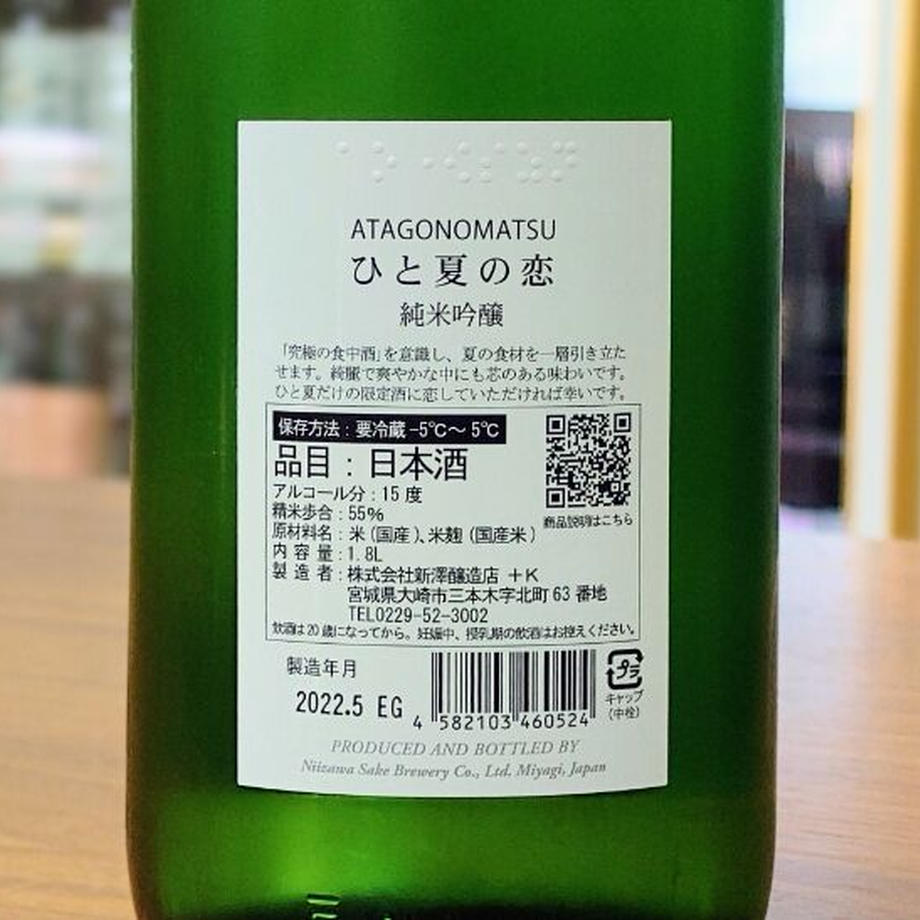 ATAGONOMATSU
ひと夏の恋
純米吟醸
「究極の食中酒」を意識し、夏の食材を一層引き立た
せます。綺麗で爽やかな中にも芯のある味わいです。
ひと夏だけの限定酒に恋していただければ幸いです。
保存方法：要冷蔵 −5℃〜 5℃
品目：日本酒
アルコール分：15 度
精米歩合：55%
原材料名：米（国産）、米麹（国産米）
内容量：1.8L
製造者：株式会社新澤醸造店 ＋K
宮城県大崎市三本木字北町 63 番地
TEL0229-52-3002
商品説明はこちら
飲酒は20歳になってから。妊娠中、授乳期の飲酒はお控えください。
製造年月
2022.5 EG
4 582103 460524
プラ
キャップ
（中栓）
PRODUCED AND BOTTLED BY
Niizawa Sake Brewery Co., Ltd. Miyagi, Japan